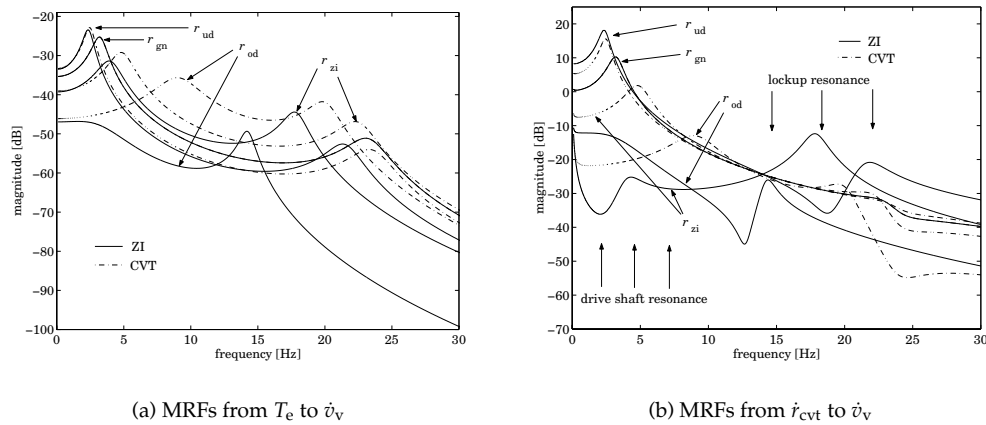 −20
−30
−40
−50
−60
−70
−80
−90
−100
magnitude [dB]
0 5 10 15 20 25 30
frequency [Hz]
r ud
r gn
r od
r zi
ZI
CVT
(a) MRFs from Te to v̇v
25
20
10
0
−10
−20
−30
−40
−50
−60
−70
magnitude [dB]
0 5 10 15 20 25 30
frequency [Hz]
r ud
r gn
r od
r zi
ZI
CVT
lockup resonance
drive shaft resonance
(b) MRFs from ṙcvt to v̇v